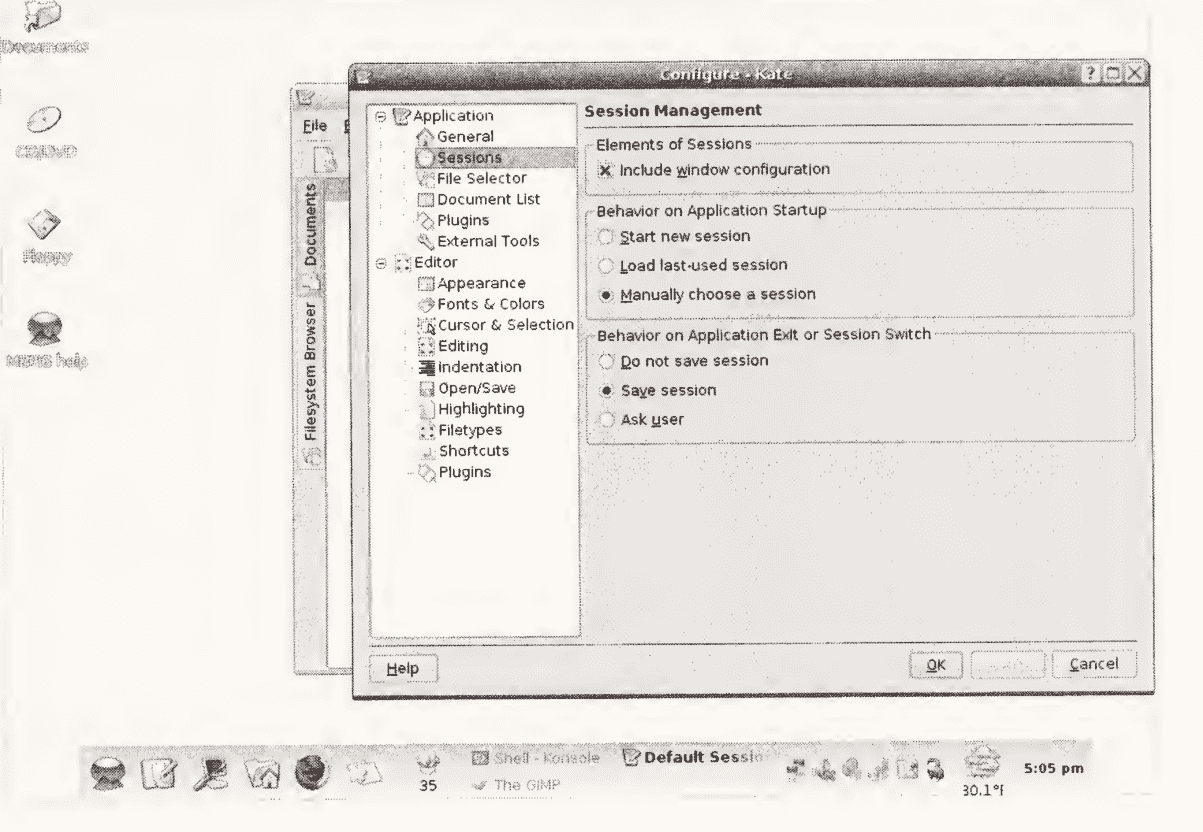 Documents
CD/DVD
Floppy
MEPIS help
File
Documents
Filesystem Browser
Configure - Kate
Application
General
Sessions
File Selector
Document List
Plugins
External Tools
Editor
Appearance
Fonts & Colors
Cursor & Selection
Editing
Indentation
Open/Save
Highlighting
Filetypes
Shortcuts
Plugins
Session Management
Elements of Sessions
Include window configuration
Behavior on Application Startup
Start new session
Load last-used session
Manually choose a session
Behavior on Application Exit or Session Switch
Do not save session
Save session
Ask user
Help
OK
Cancel
35
Shell - Konsole
The GIMP
Default Sessio
30.1°F
5:05 pm